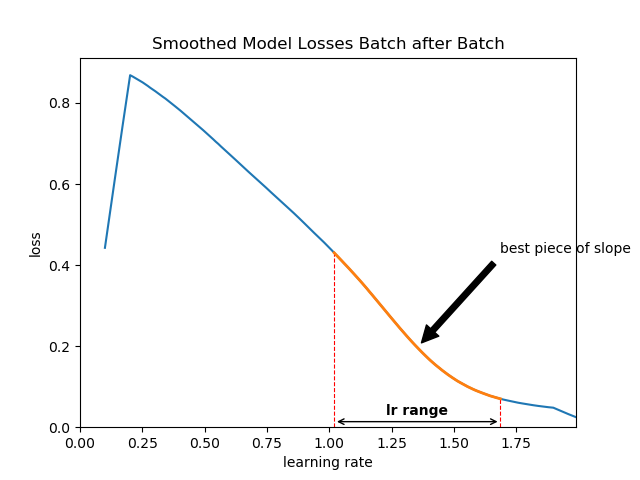 Smoothed Model Losses Batch after Batch
0.8
0.6
loss
best piece of slope
0.4
0.2
lr range
0.0
0.00 0.25 0.50 0.75 1.00 1.25 1.50 1.75
learning rate